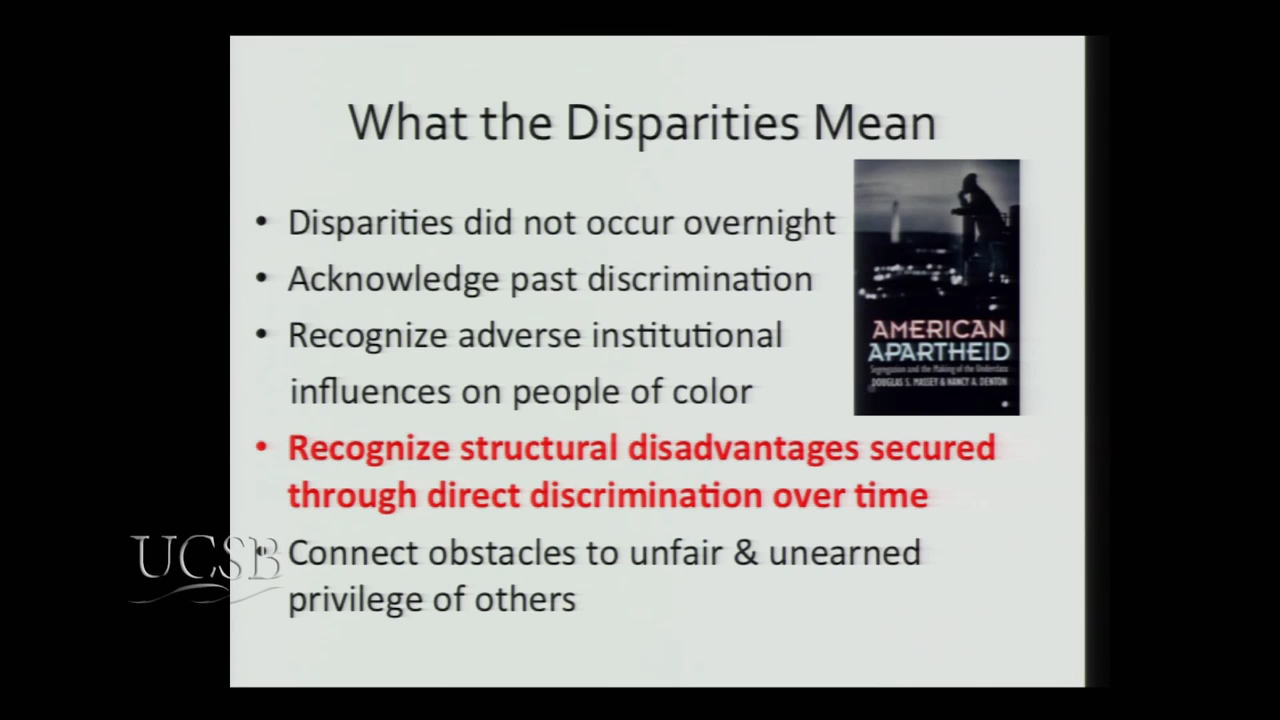 What the Disparities Mean
• Disparities did not occur overnight
• Acknowledge past discrimination
• Recognize adverse institutional
influences on people of color
• Recognize structural disadvantages secured
through direct discrimination over time
• Connect obstacles to unfair & unearned
privilege of others
AMERICAN
APARTHEID
Segregation and the Making of the Underclass
DOUGLAS S. MASSEY & NANCY A. DENTON
UCSB